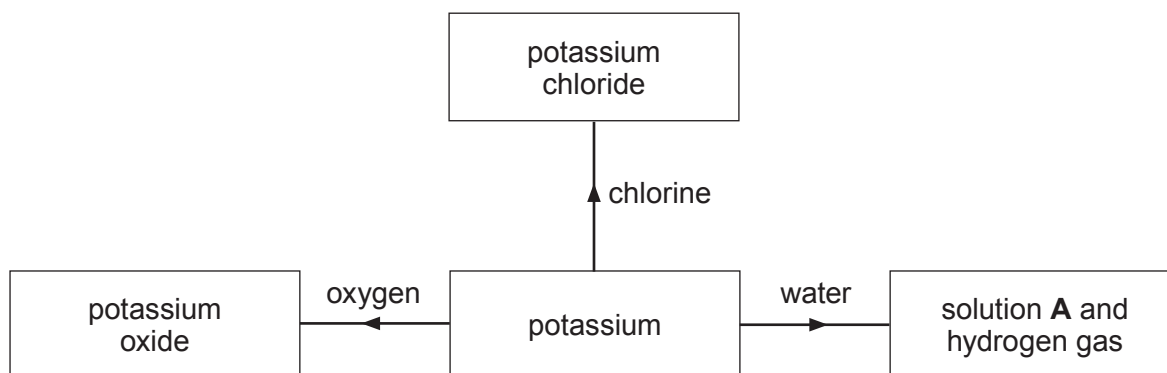 potassium
chloride
chlorine
potassium
oxide
oxygen
potassium
water
solution A and
hydrogen gas